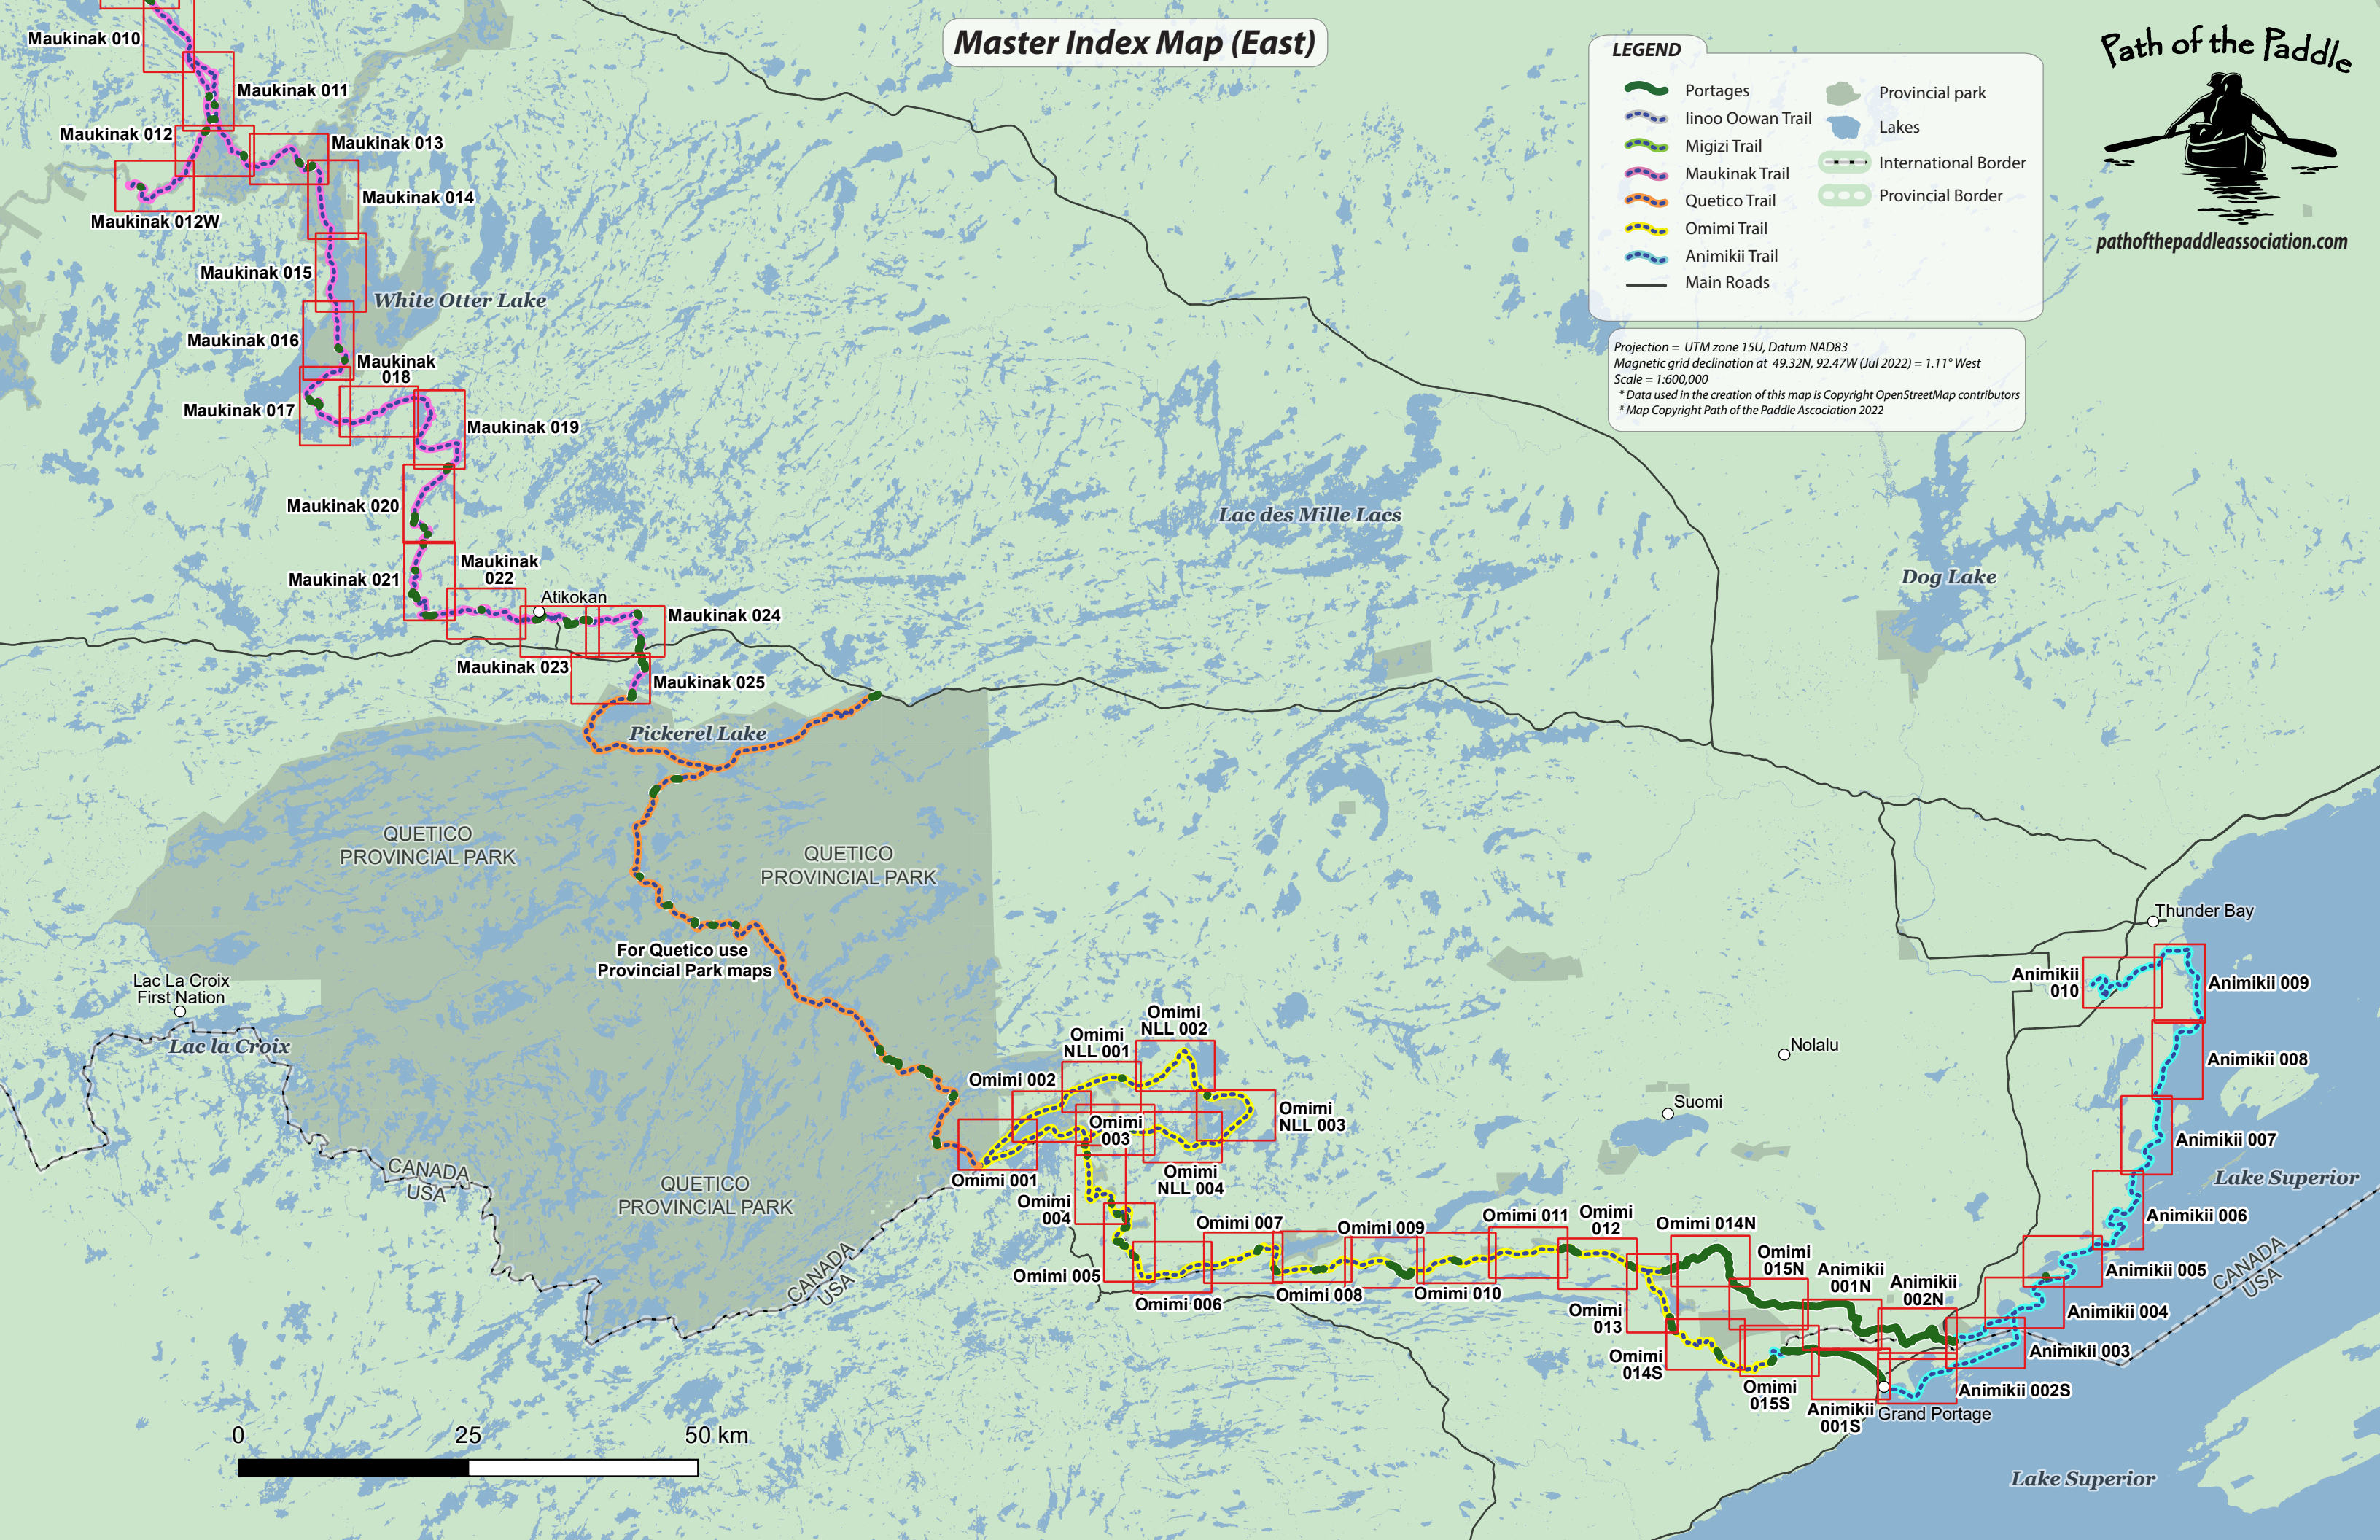 Master Index Map (East)
LEGEND
Portages
Iinoo Oowan Trail
Migizi Trail
Maukinak Trail
Quetico Trail
Omimi Trail
Animikii Trail
Main Roads
Provincial park
Lakes
International Border
Provincial Border
Path of the Paddle
pathofthepaddleassociation.com
Projection = UTM zone 15U, Datum NAD83
Magnetic grid declination at 49.32N, 92.47W (Jul 2022) = 1.11° West
Scale = 1:600,000
* Data used in the creation of this map is Copyright OpenStreetMap contributors
* Map Copyright Path of the Paddle Ascociation 2022
Maukinak 010
Maukinak 011
Maukinak 012
Maukinak 013
Maukinak 014
Maukinak 012W
Maukinak 015
White Otter Lake
Maukinak 016
Maukinak
018
Maukinak 017
Maukinak 019
Maukinak 020
Lac des Mille Lacs
Maukinak 021
Maukinak
022
Dog Lake
Atikokan
Maukinak 024
Maukinak 023
Maukinak 025
Pickerel Lake
QUETICO
PROVINCIAL PARK
QUETICO
PROVINCIAL PARK
For Quetico use
Provincial Park maps
Thunder Bay
Lac La Croix
First Nation
Lac la Croix
Animikii
010
Animikii 009
Omimi
NLL 002
Omimi
NLL 001
Nolalu
Animikii 008
Omimi 002
Suomi
Omimi
NLL 003
Omimi
003
Animikii 007
CANADA
USA
QUETICO
PROVINCIAL PARK
Omimi 001
Omimi
NLL 004
Lake Superior
Omimi
004
Animikii 006
Omimi 007
Omimi 009
Omimi 011
Omimi
012
Omimi 014N
Omimi
015N
CANADA
USA
Omimi 005
Omimi 006
Omimi 008
Omimi 010
Animikii
001N
Animikii
002N
Animikii 005
CANADA
USA
Omimi
013
Animikii 004
Animikii 003
Omimi
014S
Omimi
015S
Animikii
001S
Animikii 002S
Grand Portage
0
25
50 km
Lake Superior